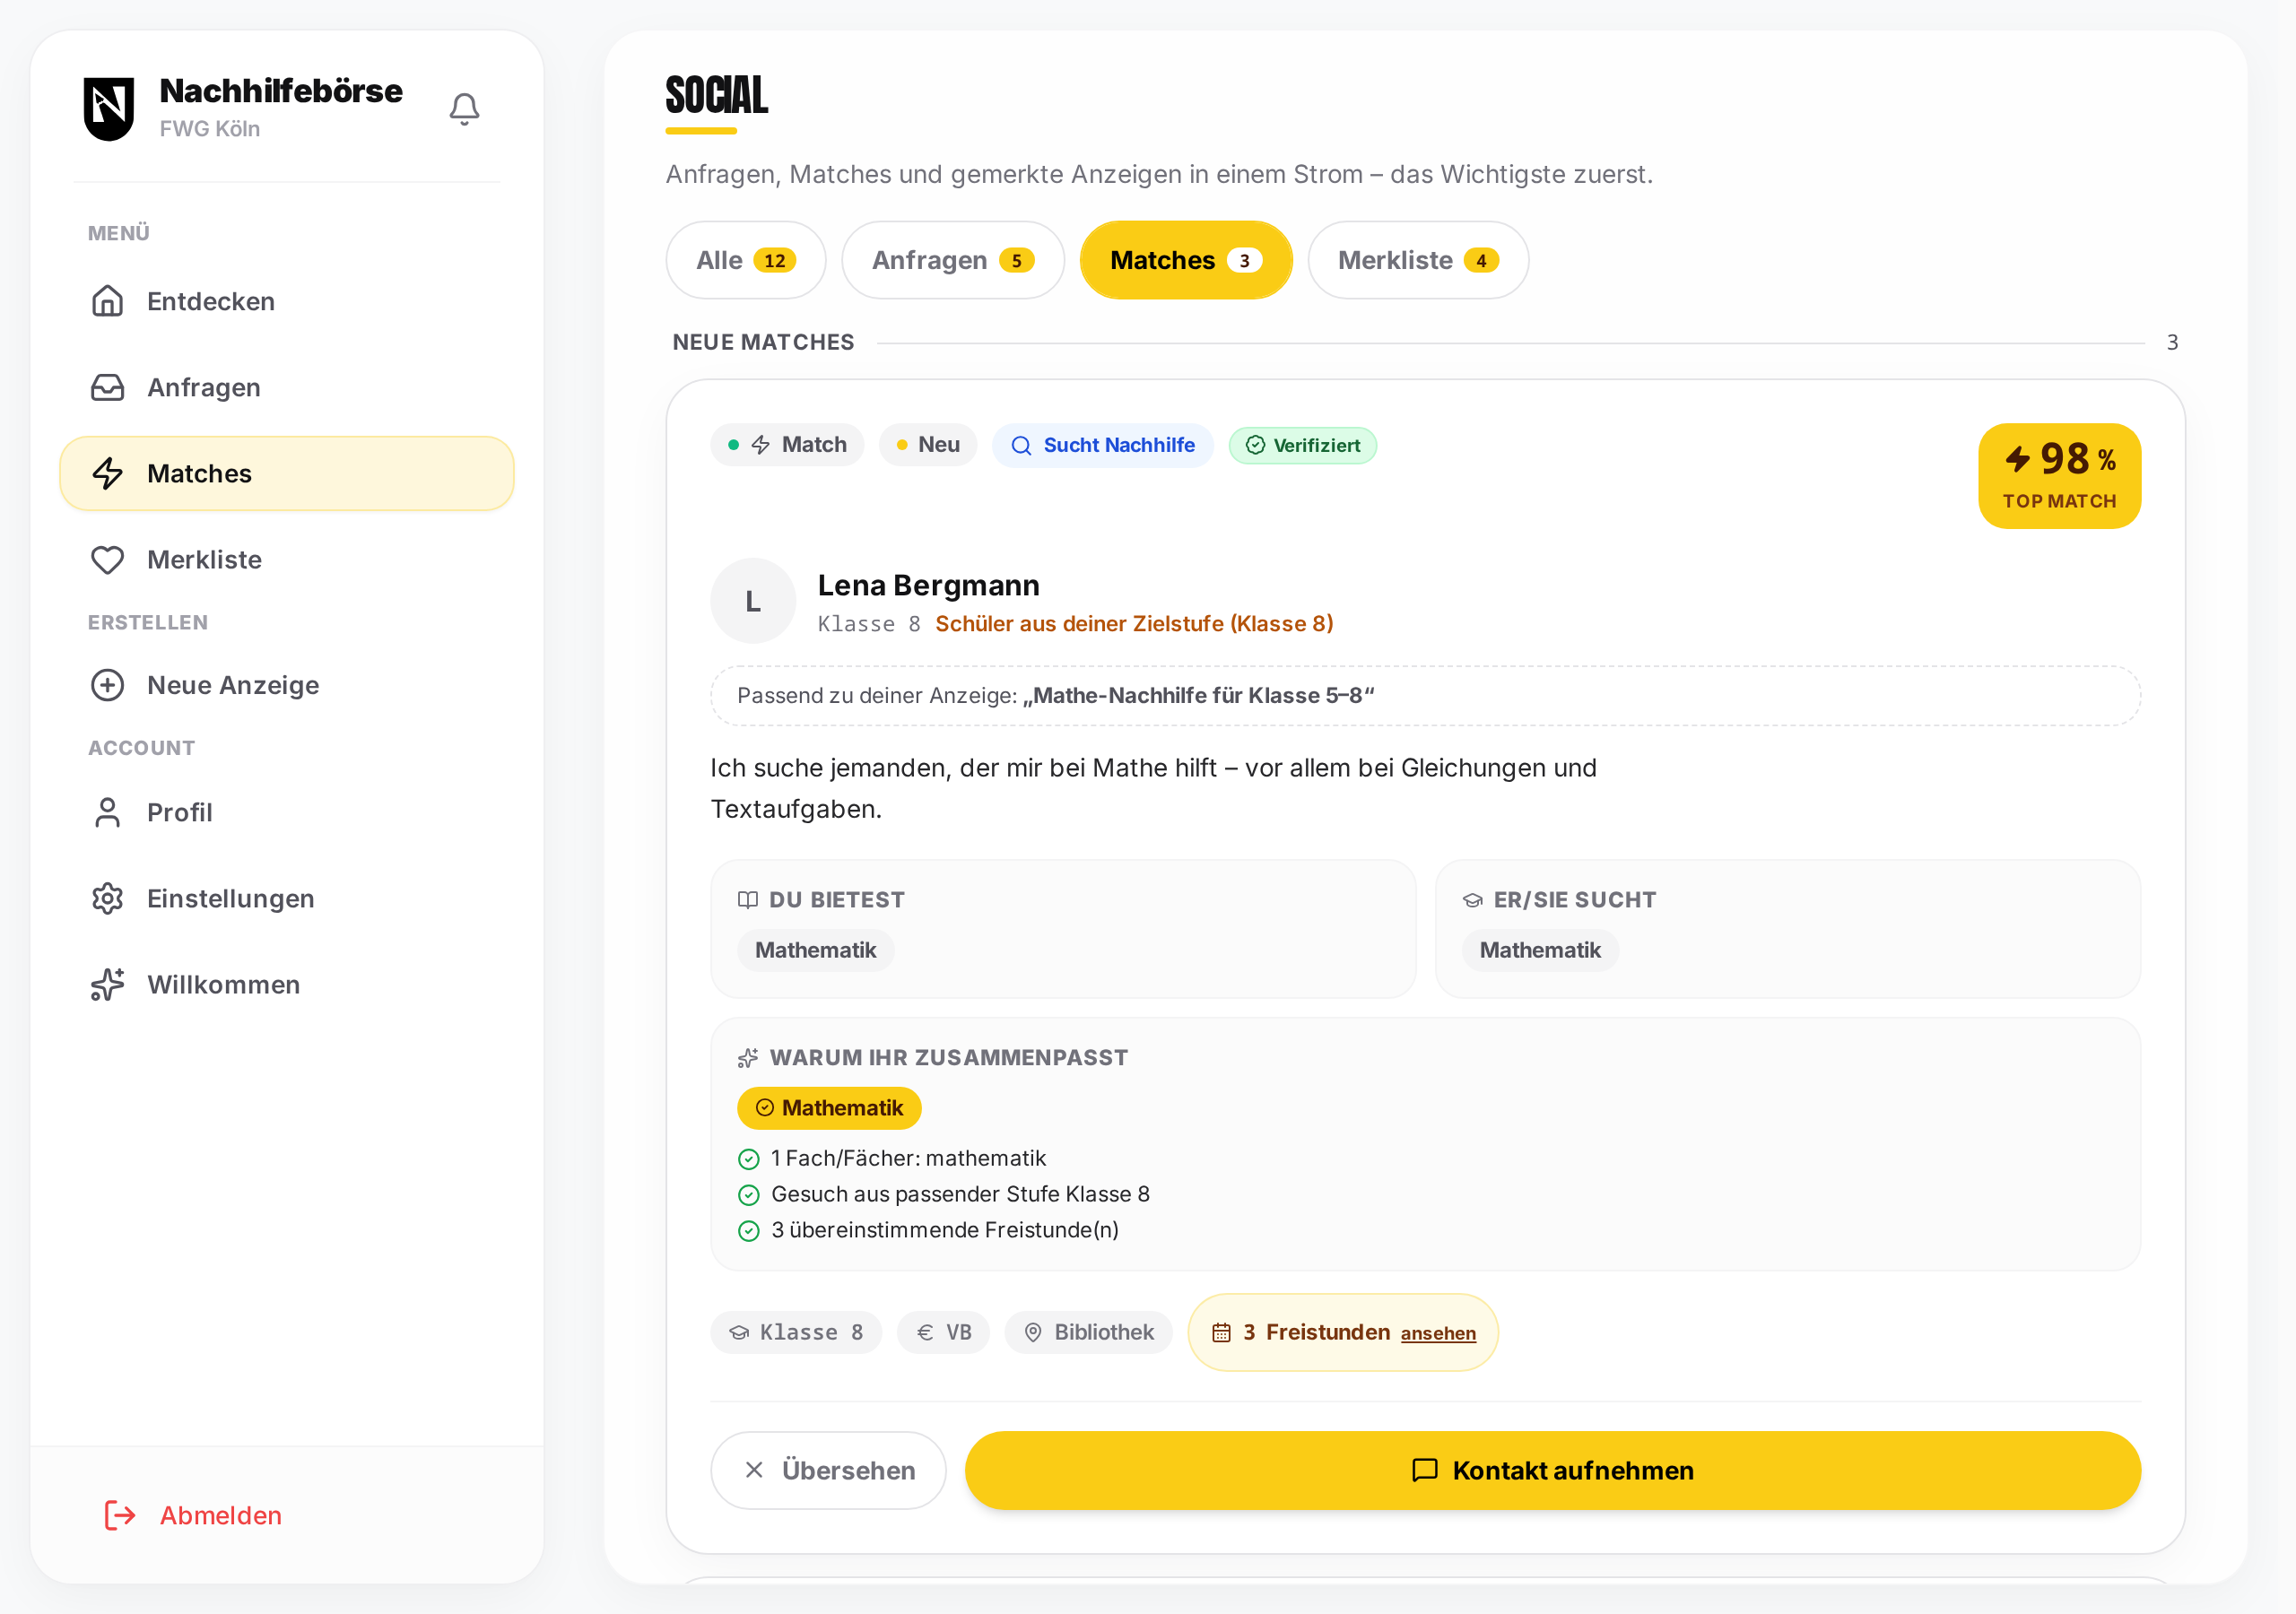 Nachhilfebörse
FWG Köln
MENÜ
Entdecken
Anfragen
Matches
Merkliste
ERSTELLEN
Neue Anzeige
ACCOUNT
Profil
Einstellungen
Willkommen
Abmelden
SOCIAL
Anfragen, Matches und gemerkte Anzeigen in einem Strom – das Wichtigste zuerst.
Alle 12 Anfragen 5 Matches 3 Merkliste 4
NEUE MATCHES 3
Match Neu Sucht Nachhilfe Verifiziert
98 %
TOP MATCH
L
Lena Bergmann
Klasse 8 Schüler aus deiner Zielstufe (Klasse 8)
Passend zu deiner Anzeige: „Mathe-Nachhilfe für Klasse 5–8“
Ich suche jemanden, der mir bei Mathe hilft – vor allem bei Gleichungen und
Textaufgaben.
DU BIETEST
Mathematik
ER/SIE SUCHT
Mathematik
WARUM IHR ZUSAMMENPASST
Mathematik
1 Fach/Fächer: mathematik
Gesuch aus passender Stufe Klasse 8
3 übereinstimmende Freistunde(n)
Klasse 8 € VB Bibliothek 3 Freistunden ansehen
Übersehen Kontakt aufnehmen